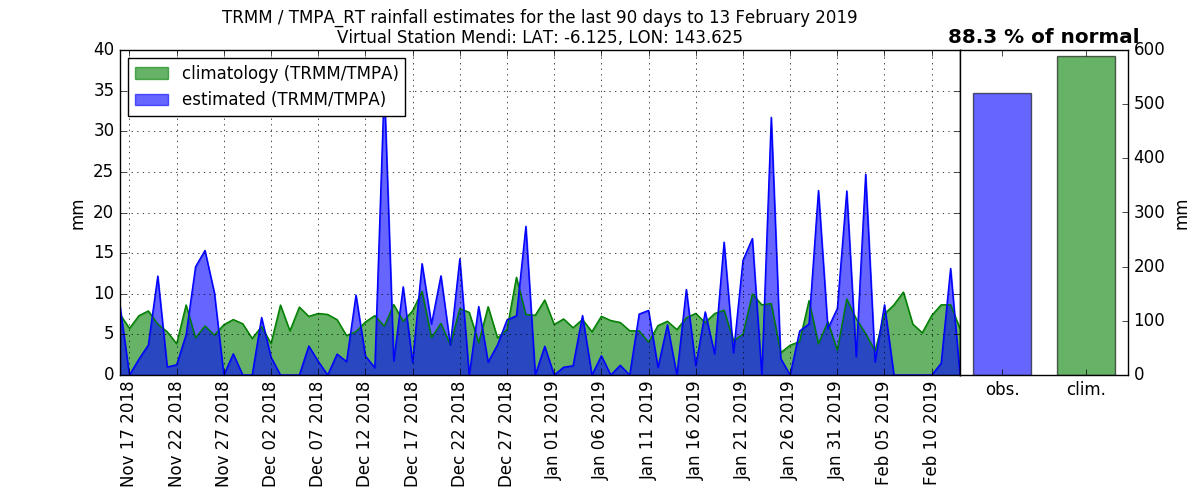 TRMM / TMPA_RT rainfall estimates for the last 90 days to 13 February 2019
Virtual Station Mendi: LAT: -6.125, LON: 143.625
88.3 % of normal
climatology (TRMM/TMPA)
estimated (TRMM/TMPA)
mm
40
35
30
25
20
15
10
5
0
Nov 17 2018
Nov 22 2018
Nov 27 2018
Dec 02 2018
Dec 07 2018
Dec 12 2018
Dec 17 2018
Dec 22 2018
Dec 27 2018
Jan 01 2019
Jan 06 2019
Jan 11 2019
Jan 16 2019
Jan 21 2019
Jan 26 2019
Jan 31 2019
Feb 05 2019
Feb 10 2019
obs.
clim.
600
500
400
300
200
100
0
mm